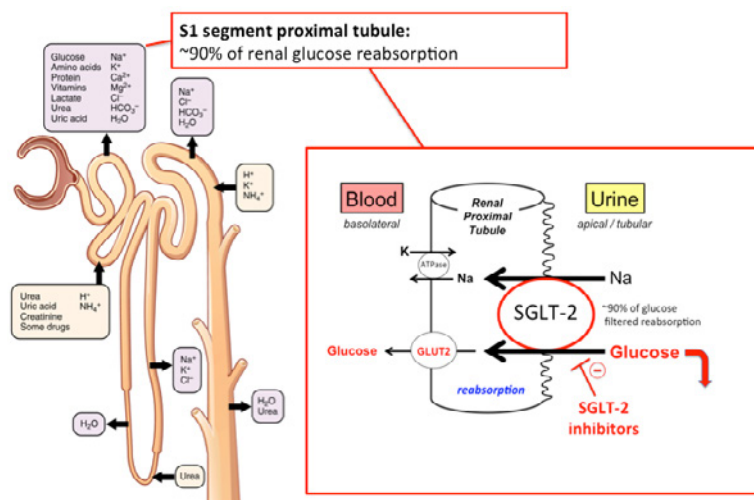 S1 segment proximal tubule:
~90% of renal glucose reabsorption
Glucose Na⁺
Amino acids K⁺
Protein Ca²⁺
Vitamins Mg²⁺
Lactate Cl⁻
Urea HCO₃⁻
Uric acid H₂O
Na⁺
Cl⁻
HCO₃⁻
H₂O
H⁺
K⁺
NH₄⁺
Urea H⁺
Uric acid NH₄⁺
Creatinine
Some drugs
Na⁺
K⁺
Cl⁻
H₂O
H₂O
Urea
Urea
Blood
basolateral
Renal
Proximal
Tubule
Urine
apical / tubular
K
ATPase
Na
Na
SGLT-2
~90% of glucose
filtered reabsorption
Glucose
GLUT2
Glucose
reabsorption
SGLT-2
inhibitors